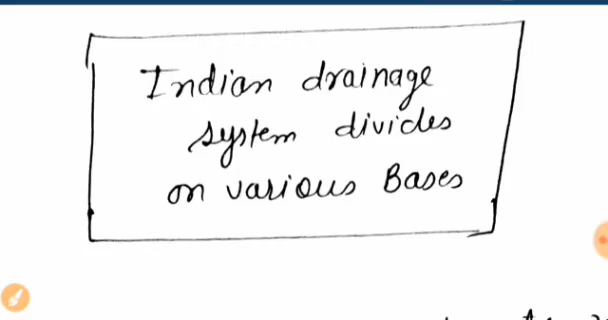 Indian drainage
system divides
on various Bases